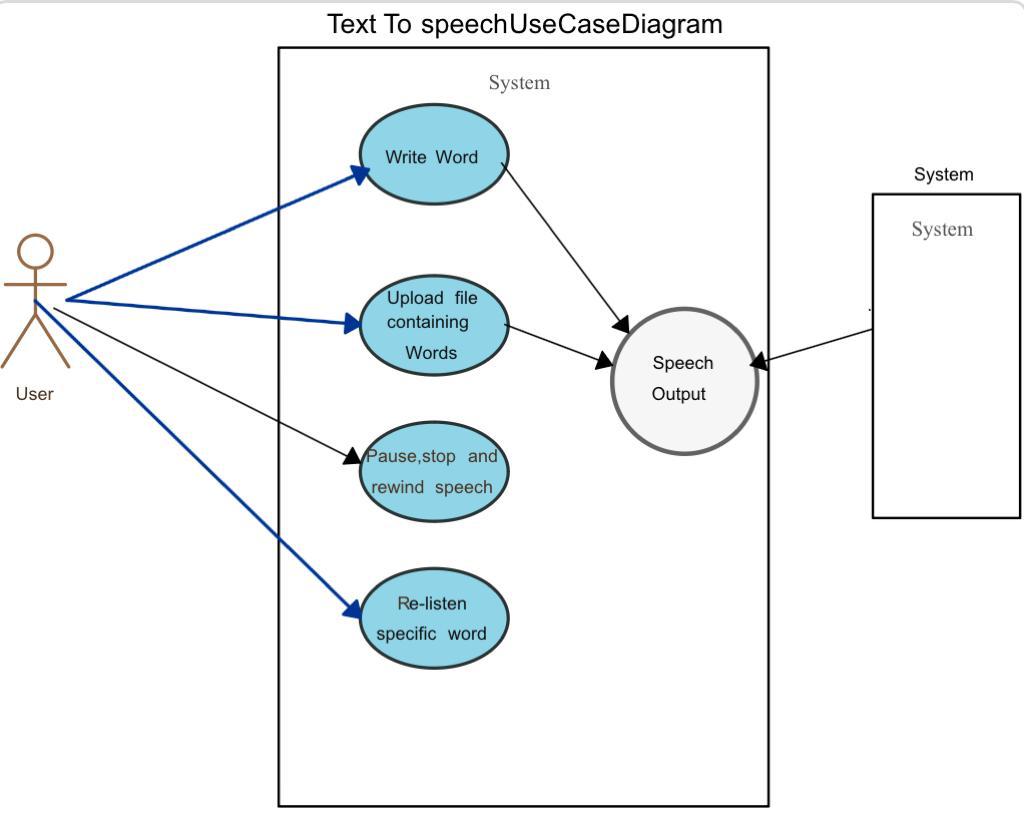 Text To speechUseCaseDiagram
System
Write Word
Upload file
containing
Words
Pause,stop and
rewind speech
Re-listen
specific word
User
Speech
Output
System
System